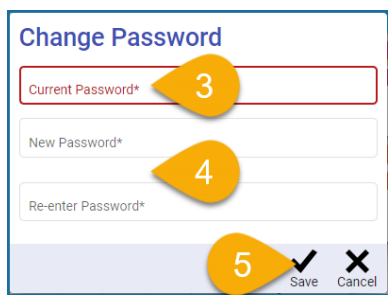 Change Password
Current Password* 3
New Password*
4
Re-enter Password*
5 Save Cancel